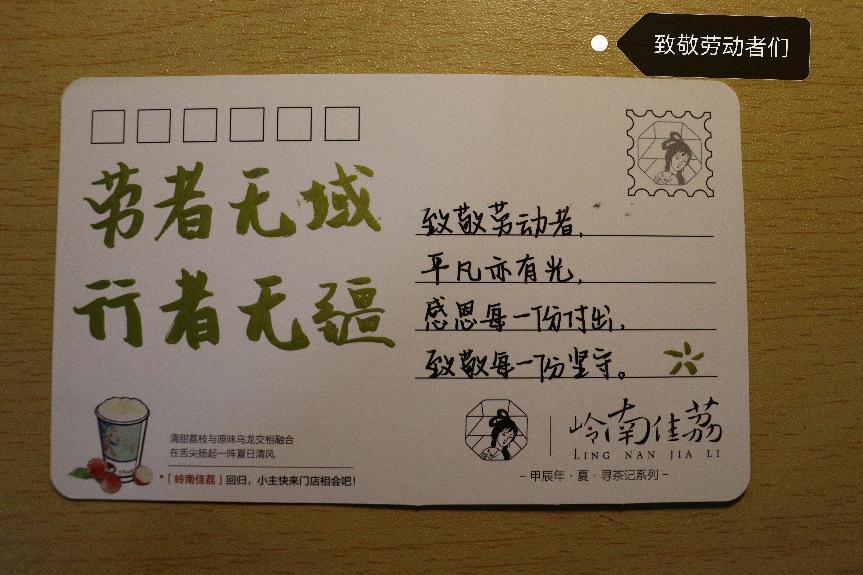 致敬劳动者们
劳者无域
行者无疆
致敬劳动者,
平凡亦有光,
感恩每一份付出,
致敬每一份坚守。
清甜荔枝与原味乌龙交相融合
在舌尖扬起一阵夏日清风
*「岭南佳荔」回归，小主快来门店相会吧！
岭南佳荔
LING NAN JIA LI
–甲辰年·夏·寻茶记系列–